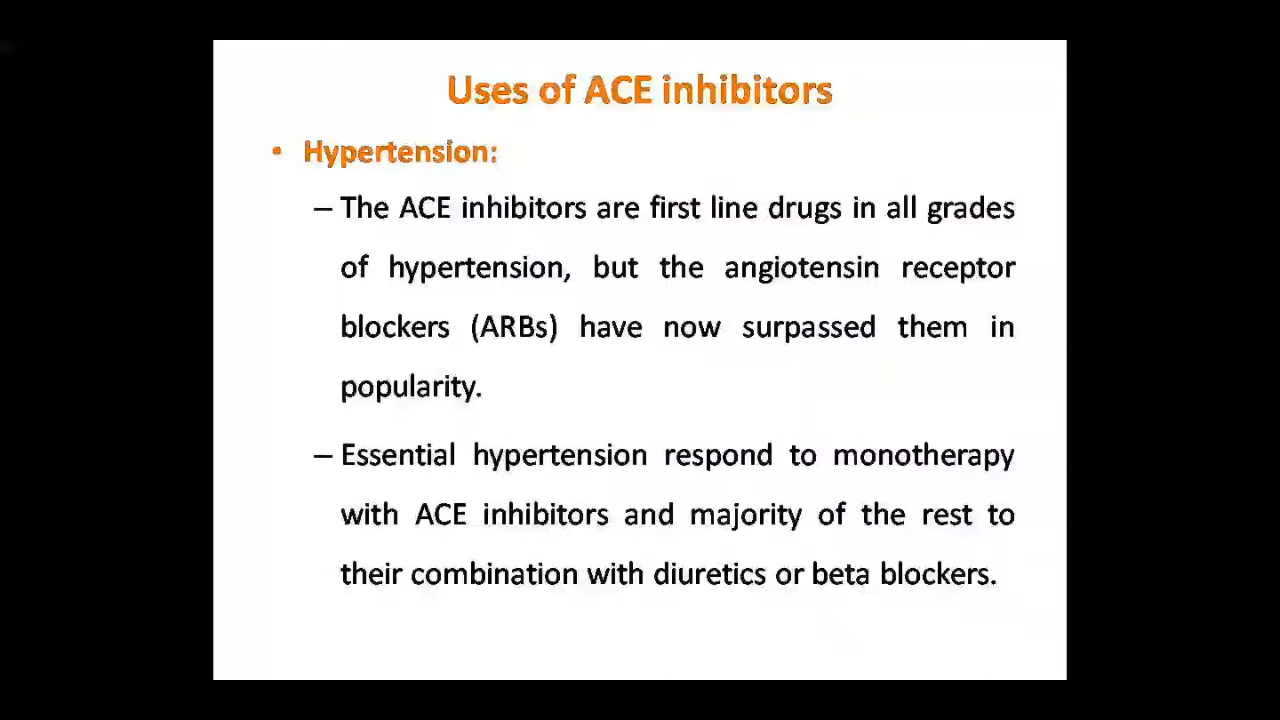 Uses of ACE inhibitors
• Hypertension:
– The ACE inhibitors are first line drugs in all grades
of hypertension, but the angiotensin receptor
blockers (ARBs) have now surpassed them in
popularity.
– Essential hypertension respond to monotherapy
with ACE inhibitors and majority of the rest to
their combination with diuretics or beta blockers.